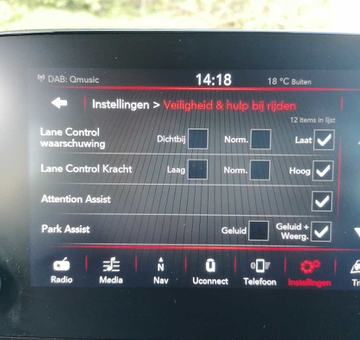 DAB: Qmusic 14:18 18 °C Buiten
Instellingen > Veiligheid & hulp bij rijden
12 items in lijst
Lane Control waarschuwing Dichtbij Norm. Laat
Lane Control Kracht Laag Norm. Hoog
Attention Assist
Park Assist Geluid Geluid + Weerg.
N
Radio Media Nav Uconnect Telefoon Instellingen